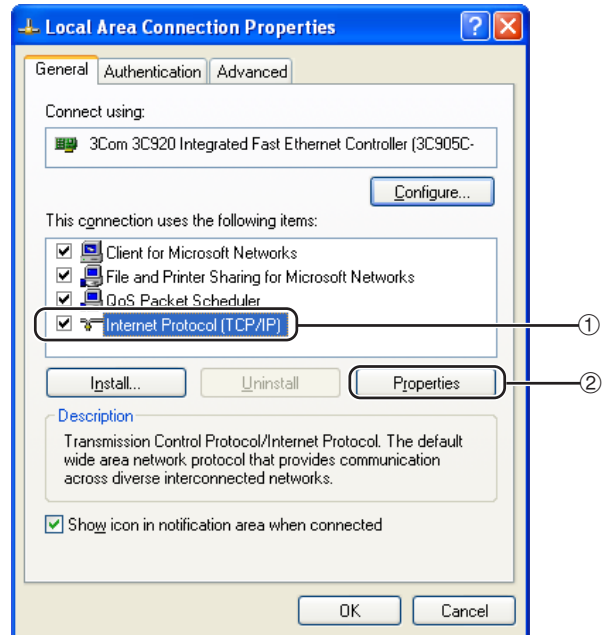 Local Area Connection Properties
General Authentication Advanced
Connect using:
3Com 3C920 Integrated Fast Ethernet Controller (3C905C-
Configure...
This connection uses the following items:
Client for Microsoft Networks
File and Printer Sharing for Microsoft Networks
QoS Packet Scheduler
Internet Protocol (TCP/IP)
①
Install... Uninstall Properties
②
Description
Transmission Control Protocol/Internet Protocol. The default
wide area network protocol that provides communication
across diverse interconnected networks.
Show icon in notification area when connected
OK Cancel